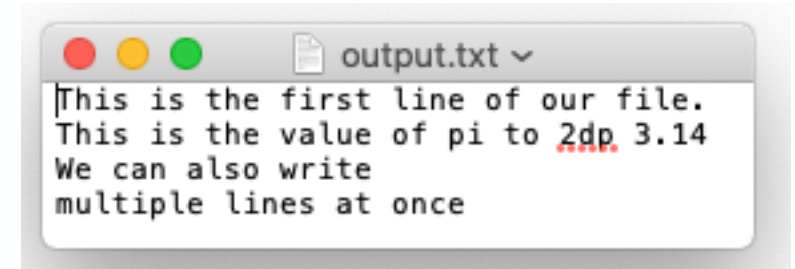 output.txt
This is the first line of our file.
This is the value of pi to 2dp 3.14
We can also write
multiple lines at once